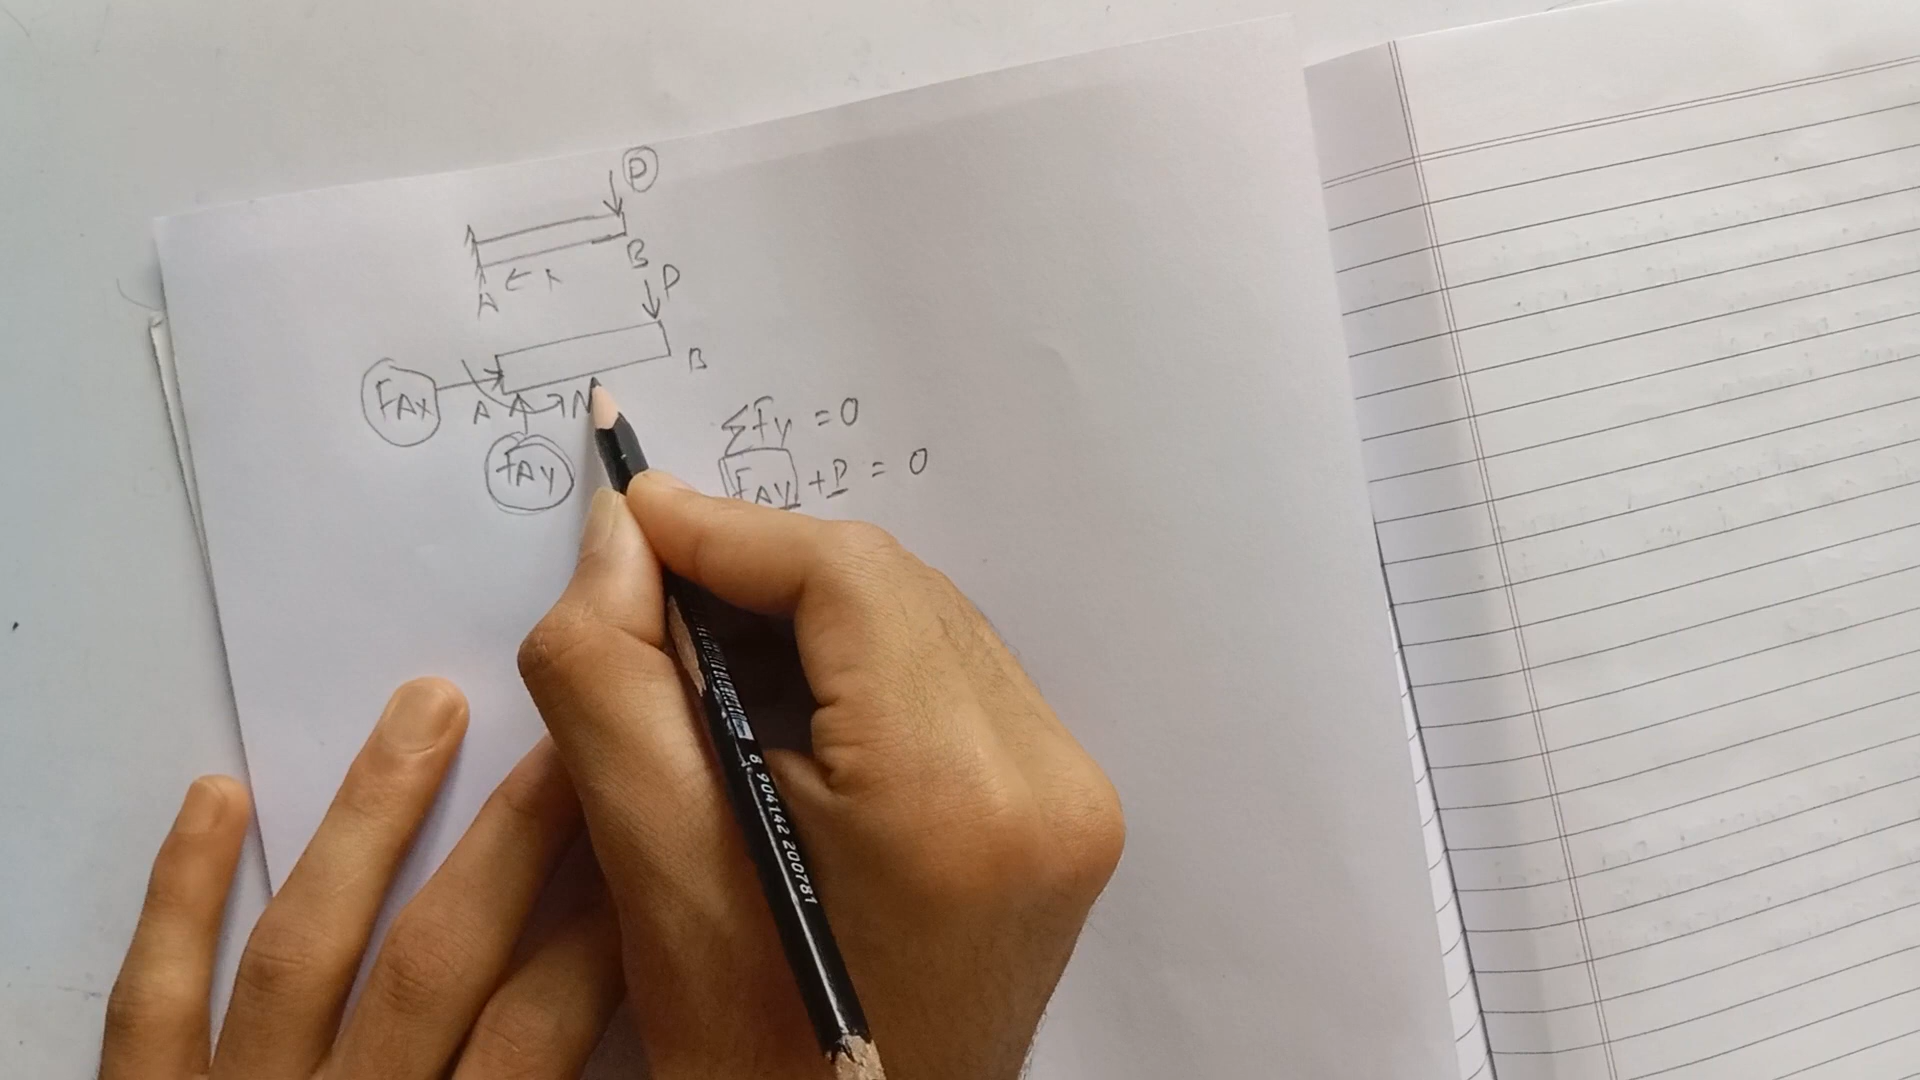 P
B
A
P
B
FAx
A
FAy
ΣFy = 0
FAy + P = 0
8 904142 200781